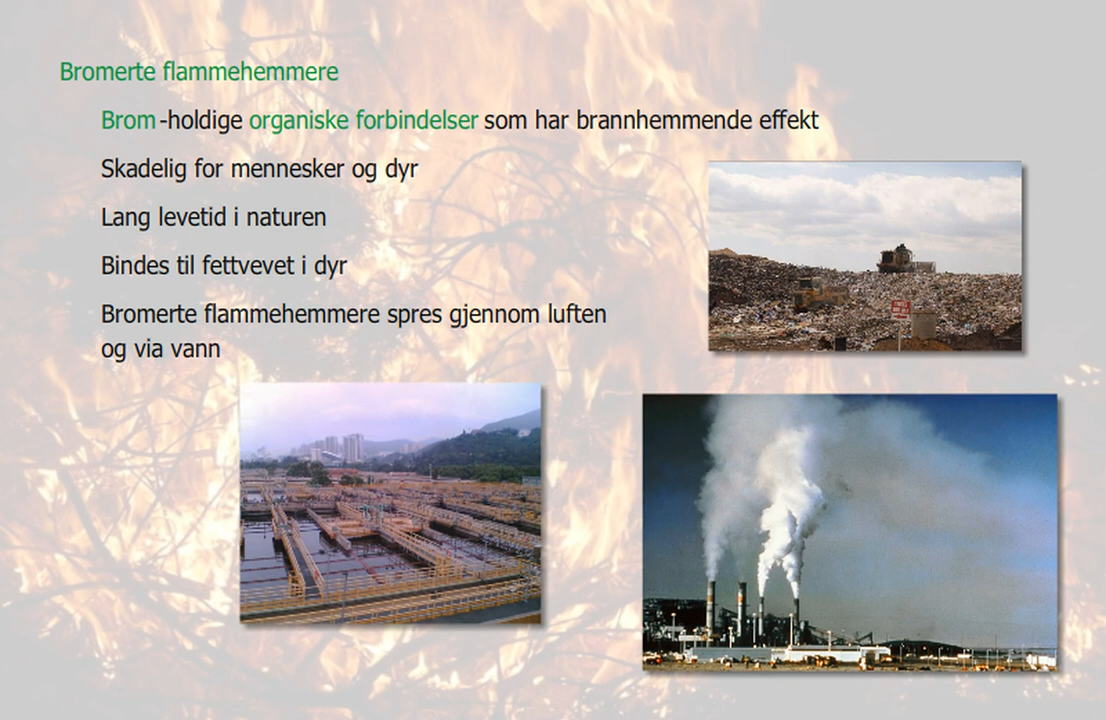 Bromerte flammehemmere
Brom-holdige organiske forbindelser som har brannhemmende effekt
Skadelig for mennesker og dyr
Lang levetid i naturen
Bindes til fettvevet i dyr
Bromerte flammehemmere spres gjennom luften
og via vann